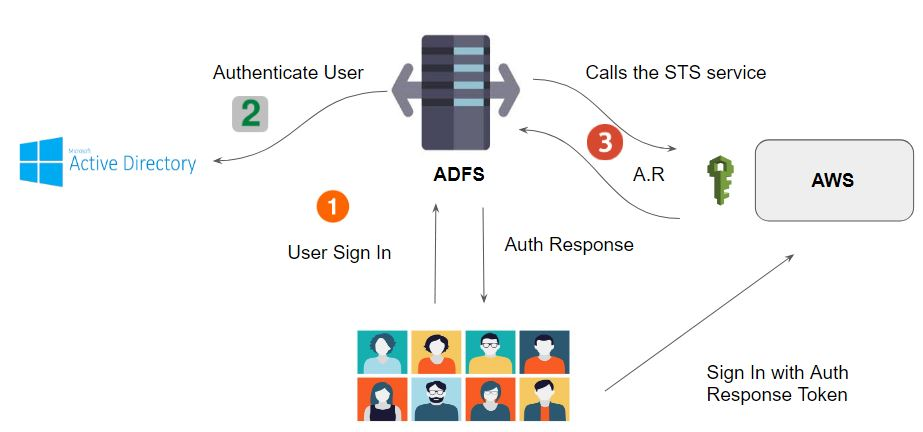 Authenticate User
Calls the STS service
2
3
Microsoft
Active Directory
ADFS
A.R
AWS
1
User Sign In
Auth Response
Sign In with Auth
Response Token